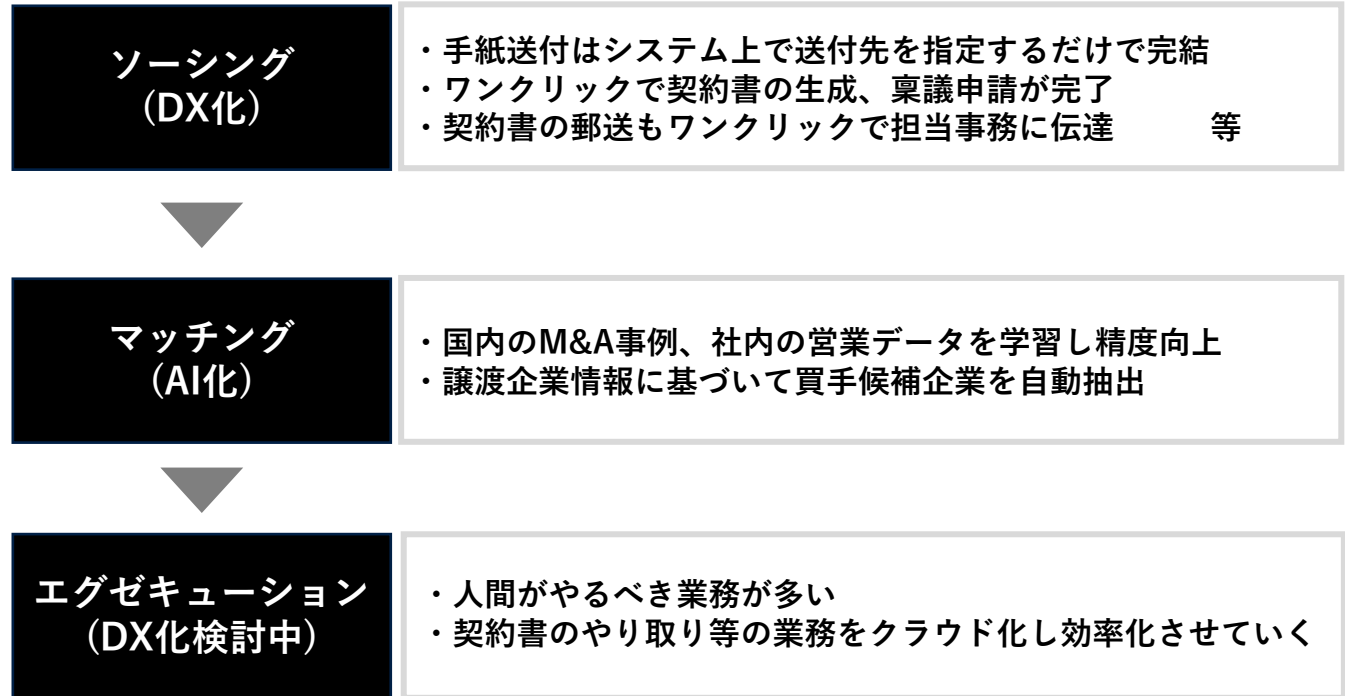 ソーシング
(DX化)
・手紙送付はシステム上で送付先を指定するだけで完結
・ワンクリックで契約書の生成、稟議申請が完了
・契約書の郵送もワンクリックで担当事務に伝達　　　等
マッチング
(AI化)
・国内のM&A事例、社内の営業データを学習し精度向上
・譲渡企業情報に基づいて買手候補企業を自動抽出
エグゼキューション
(DX化検討中)
・人間がやるべき業務が多い
・契約書のやり取り等の業務をクラウド化し効率化させていく